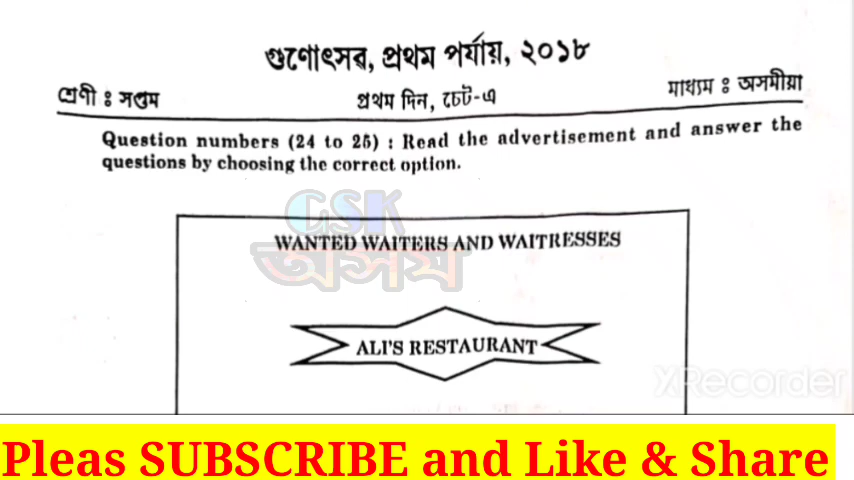 গুণোৎসৱ, প্ৰথম পৰ্যায়, ২০১৮
শ্ৰেণী : সপ্তম
প্ৰথম দিন, ছেট-এ
মাধ্যম : অসমীয়া
Question numbers (24 to 25) : Read the advertisement and answer the
questions by choosing the correct option.
CSK
অসম
WANTED WAITERS AND WAITRESSES
ALI'S RESTAURANT
XRecorder
Pleas SUBSCRIBE and Like & Share